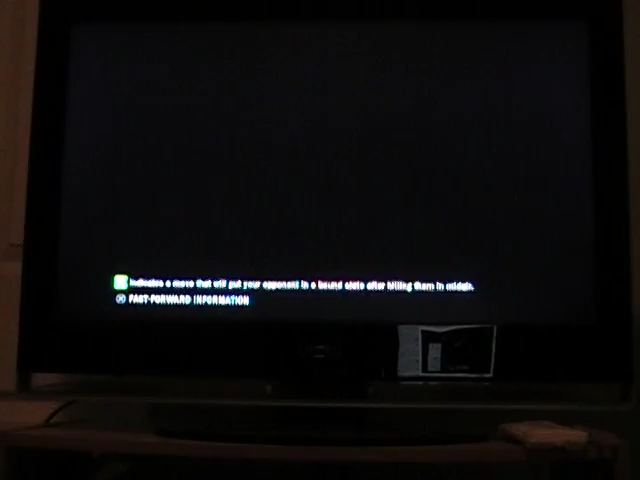 Indicates a move that will put your opponent in a bound state after hitting them in midair.
FAST-FORWARD INFORMATION